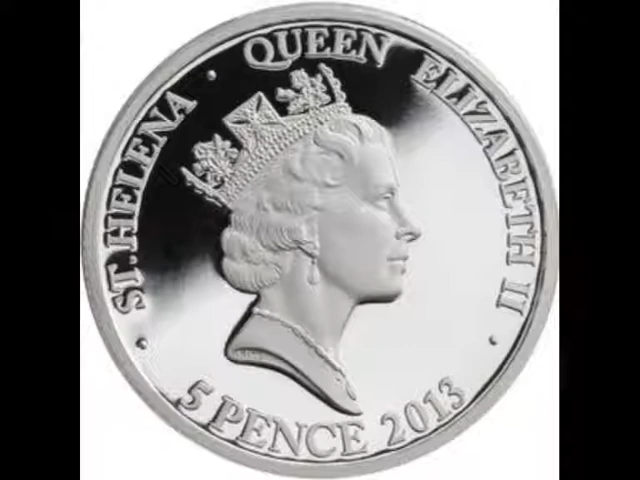 ST. HELENA · QUEEN ELIZABETH II
· 5 PENCE 2013 ·